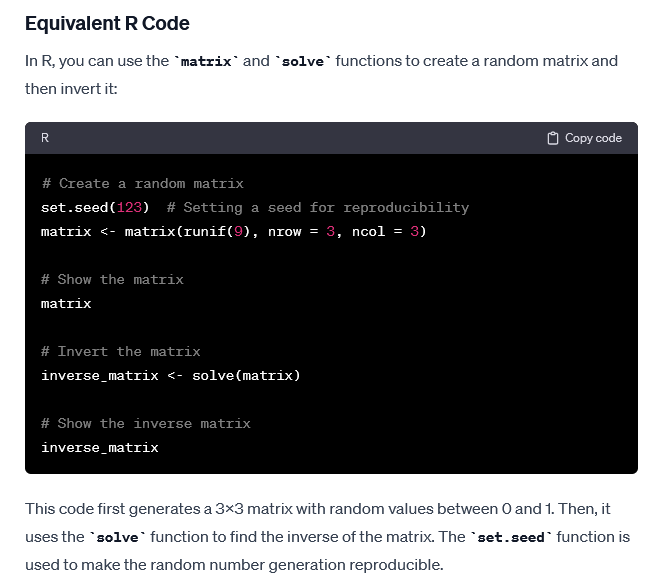 Equivalent R Code
In R, you can use the `matrix` and `solve` functions to create a random matrix and
then invert it:
R
Copy code
# Create a random matrix
set.seed(123)  # Setting a seed for reproducibility
matrix <- matrix(runif(9), nrow = 3, ncol = 3)
# Show the matrix
matrix
# Invert the matrix
inverse_matrix <- solve(matrix)
# Show the inverse matrix
inverse_matrix
This code first generates a 3×3 matrix with random values between 0 and 1. Then, it
uses the `solve` function to find the inverse of the matrix. The `set.seed` function is
used to make the random number generation reproducible.